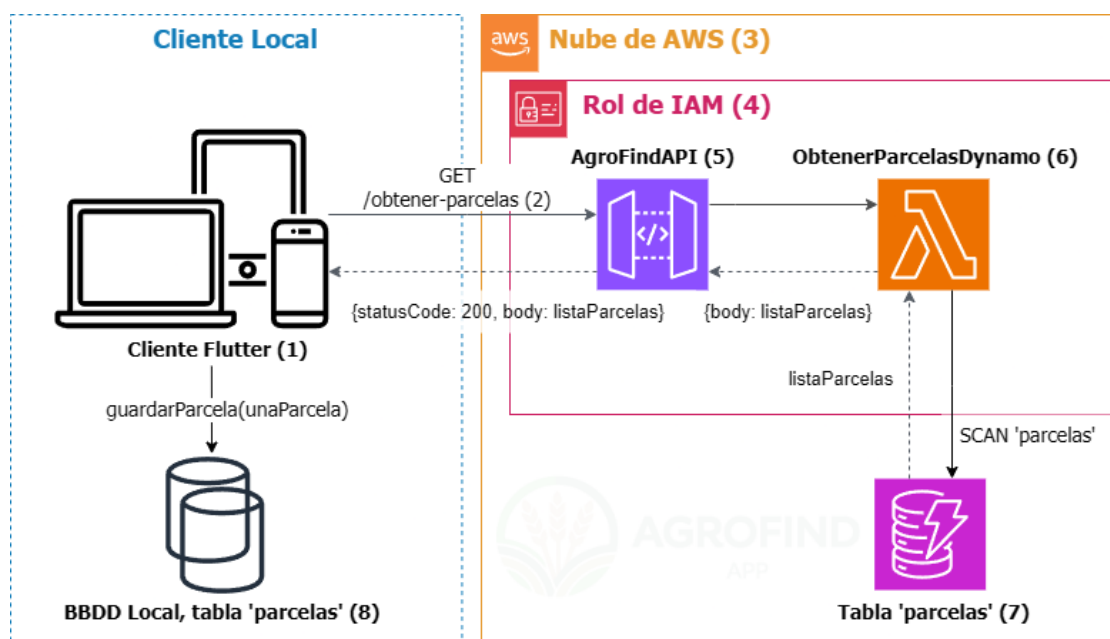 Cliente Local
aws
Nube de AWS (3)
Rol de IAM (4)
AgroFindAPI (5)
ObtenerParcelasDynamo (6)
GET
/obtener-parcelas (2)
</>
{statusCode: 200, body: listaParcelas}
{body: listaParcelas}
Cliente Flutter (1)
listaParcelas
guardarParcela(unaParcela)
SCAN 'parcelas'
AGROFIND
APP
BBDD Local, tabla 'parcelas' (8)
Tabla 'parcelas' (7)